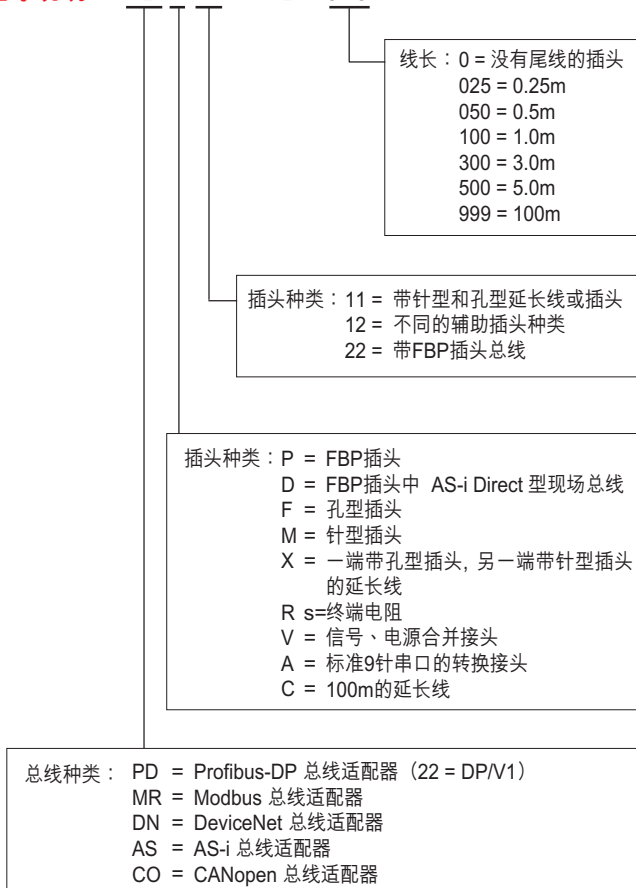 线长：0 = 没有尾线的插头
025 = 0.25m
050 = 0.5m
100 = 1.0m
300 = 3.0m
500 = 5.0m
999 = 100m
插头种类：11 = 带针型和孔型延长线或插头
12 = 不同的辅助插头种类
22 = 带FBP插头总线
插头种类：P = FBP插头
D = FBP插头中 AS-i Direct 型现场总线
F = 孔型插头
M = 针型插头
X = 一端带孔型插头, 另一端带针型插头
的延长线
R s=终端电阻
V = 信号、电源合并接头
A = 标准9针串口的转换接头
C = 100m的延长线
总线种类： PD = Profibus-DP 总线适配器（22 = DP/V1）
MR = Modbus 总线适配器
DN = DeviceNet 总线适配器
AS = AS-i 总线适配器
CO = CANopen 总线适配器